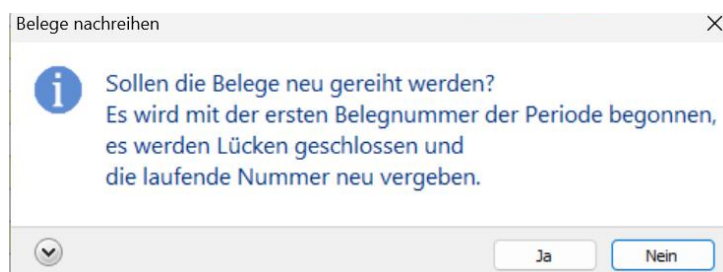 Belege nachreihen
Sollen die Belege neu gereiht werden?
Es wird mit der ersten Belegnummer der Periode begonnen,
es werden Lücken geschlossen und
die laufende Nummer neu vergeben.
Ja Nein